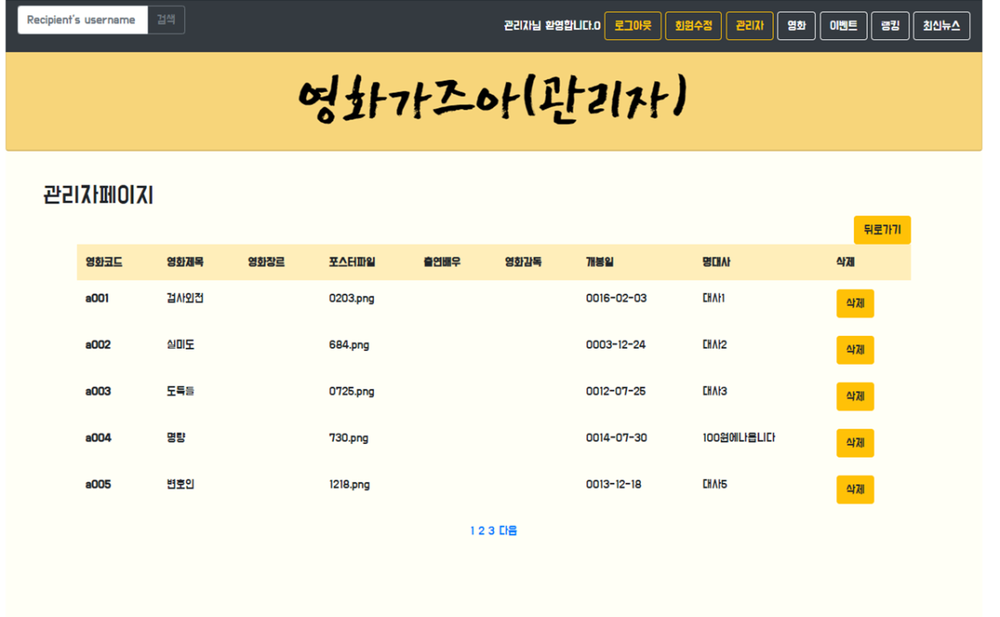 Recipient's username 검색 관리자님 환영합니다.0 로그아웃 회원수정 관리자 영화 이벤트 랭킹 최신뉴스
영화가즈아(관리자)
관리자페이지
뒤로가기
영화코드 영화제목 영화장르 포스터파일 출연배우 영화감독 개봉일 명대사 삭제
a001 검사외전 0203.png 0016-02-03 대사1 삭제
a002 실미도 684.png 0003-12-24 대사2 삭제
a003 도둑들 0725.png 0012-07-25 대사3 삭제
a004 명량 730.png 0014-07-30 100원에나옵니다 삭제
a005 변호인 1218.png 0013-12-18 대사5 삭제
1 2 3 다음